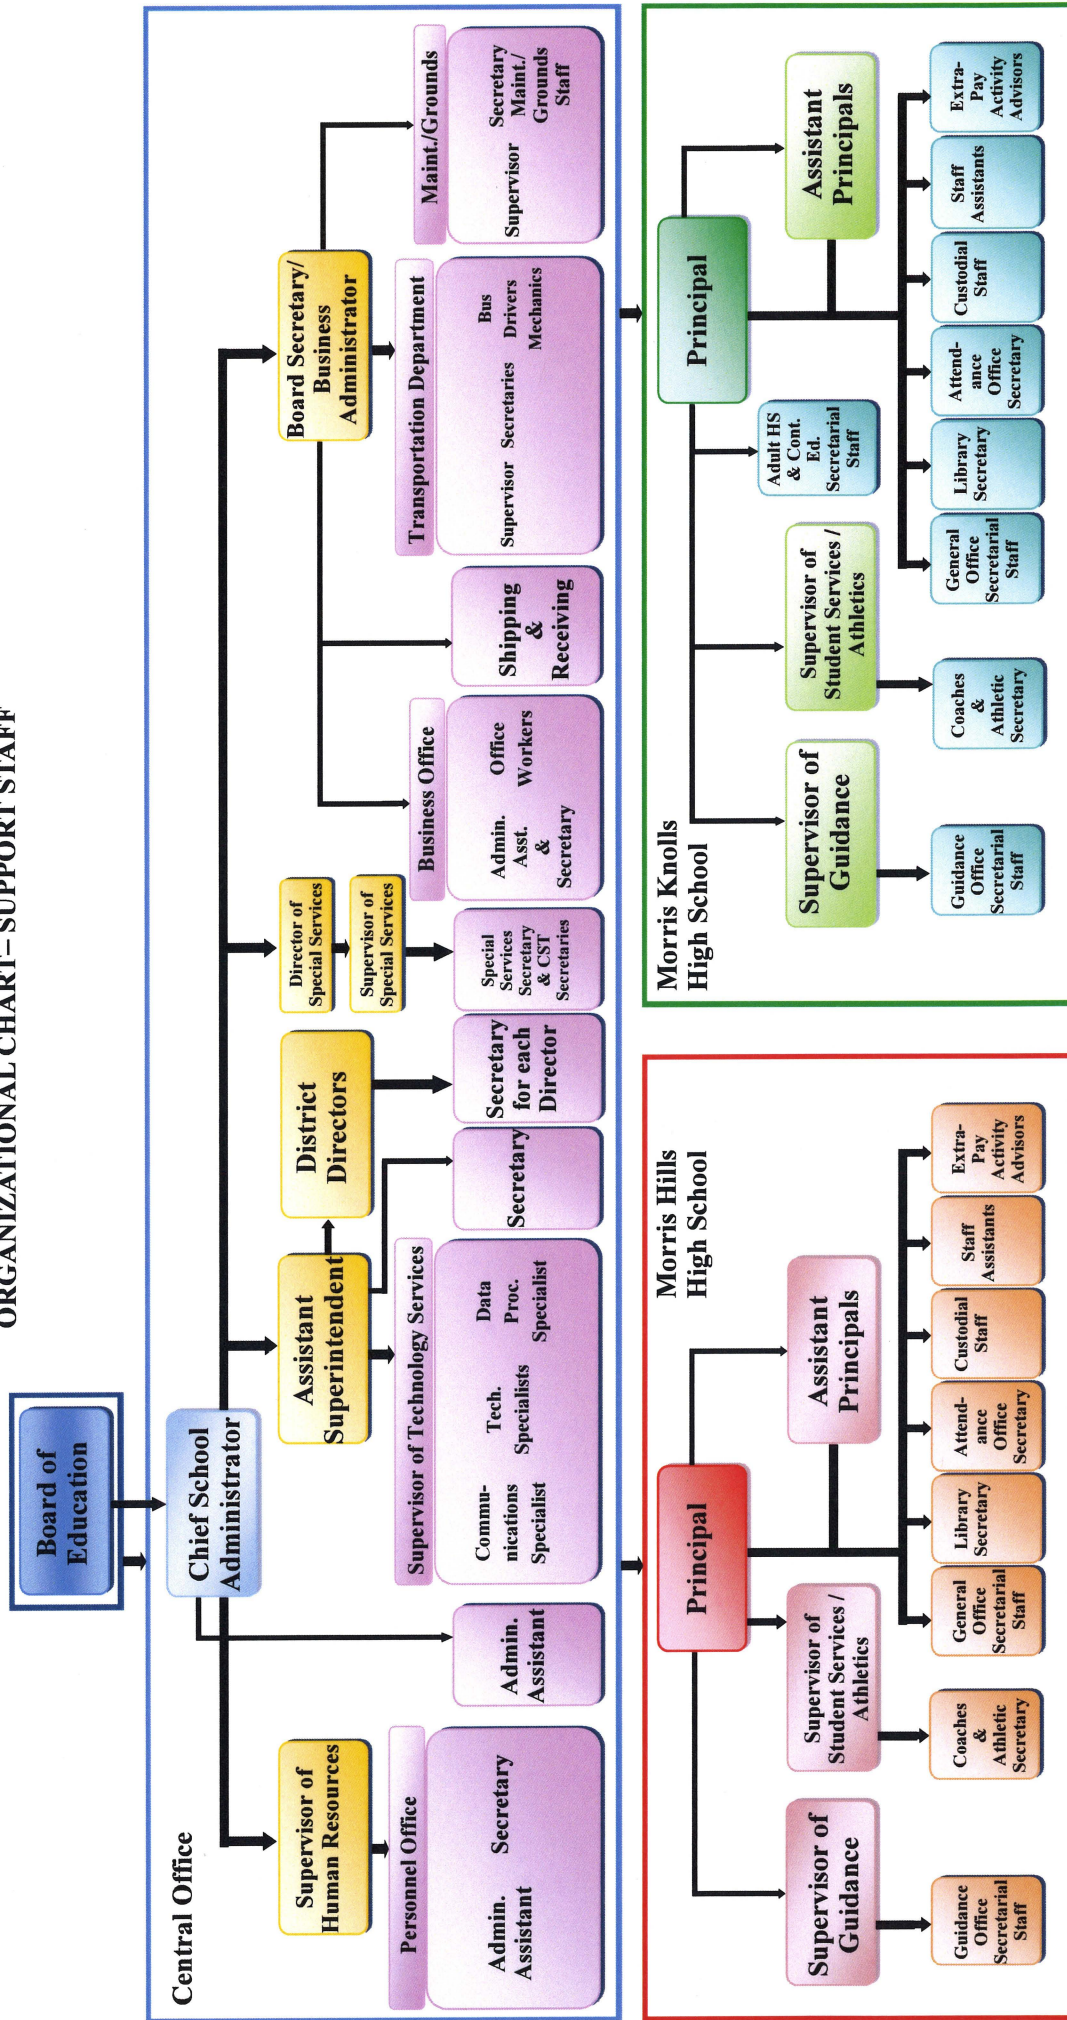 ORGANIZATIONAL CHART – SUPPORT STAFF
Board of
Education
Central Office
Chief School
Administrator
Supervisor of
Human Resources
Assistant
Superintendent
District
Directors
Director of
Special Services
Supervisor of
Special Services
Board Secretary/
Business
Administrator
Personnel Office
Admin.
Assistant
Secretary
Admin.
Assistant
Supervisor of Technology Services
Commu-
nications
Specialist
Tech.
Specialists
Data
Proc.
Specialist
Secretary
Secretary
for each
Director
Special
Services
Secretary
& CST
Secretaries
Business Office
Admin.
Asst.
&
Secretary
Office
Workers
Shipping
&
Receiving
Transportation Department
Supervisor
Secretaries
Bus
Drivers
Mechanics
Maint./Grounds
Supervisor
Secretary
Maint./
Grounds
Staff
Morris Hills
High School
Principal
Supervisor of
Guidance
Supervisor of
Student Services /
Athletics
Assistant
Principals
Guidance
Office
Secretarial
Staff
Coaches
&
Athletic
Secretary
General
Office
Secretarial
Staff
Library
Secretary
Attend-
ance
Office
Secretary
Custodial
Staff
Staff
Assistants
Extra-
Pay
Activity
Advisors
Morris Knolls
High School
Principal
Supervisor of
Guidance
Supervisor of
Student Services /
Athletics
Adult HS
& Cont.
Ed.
Secretarial
Staff
Assistant
Principals
Guidance
Office
Secretarial
Staff
Coaches
&
Athletic
Secretary
General
Office
Secretarial
Staff
Library
Secretary
Attend-
ance
Office
Secretary
Custodial
Staff
Staff
Assistants
Extra-
Pay
Activity
Advisors